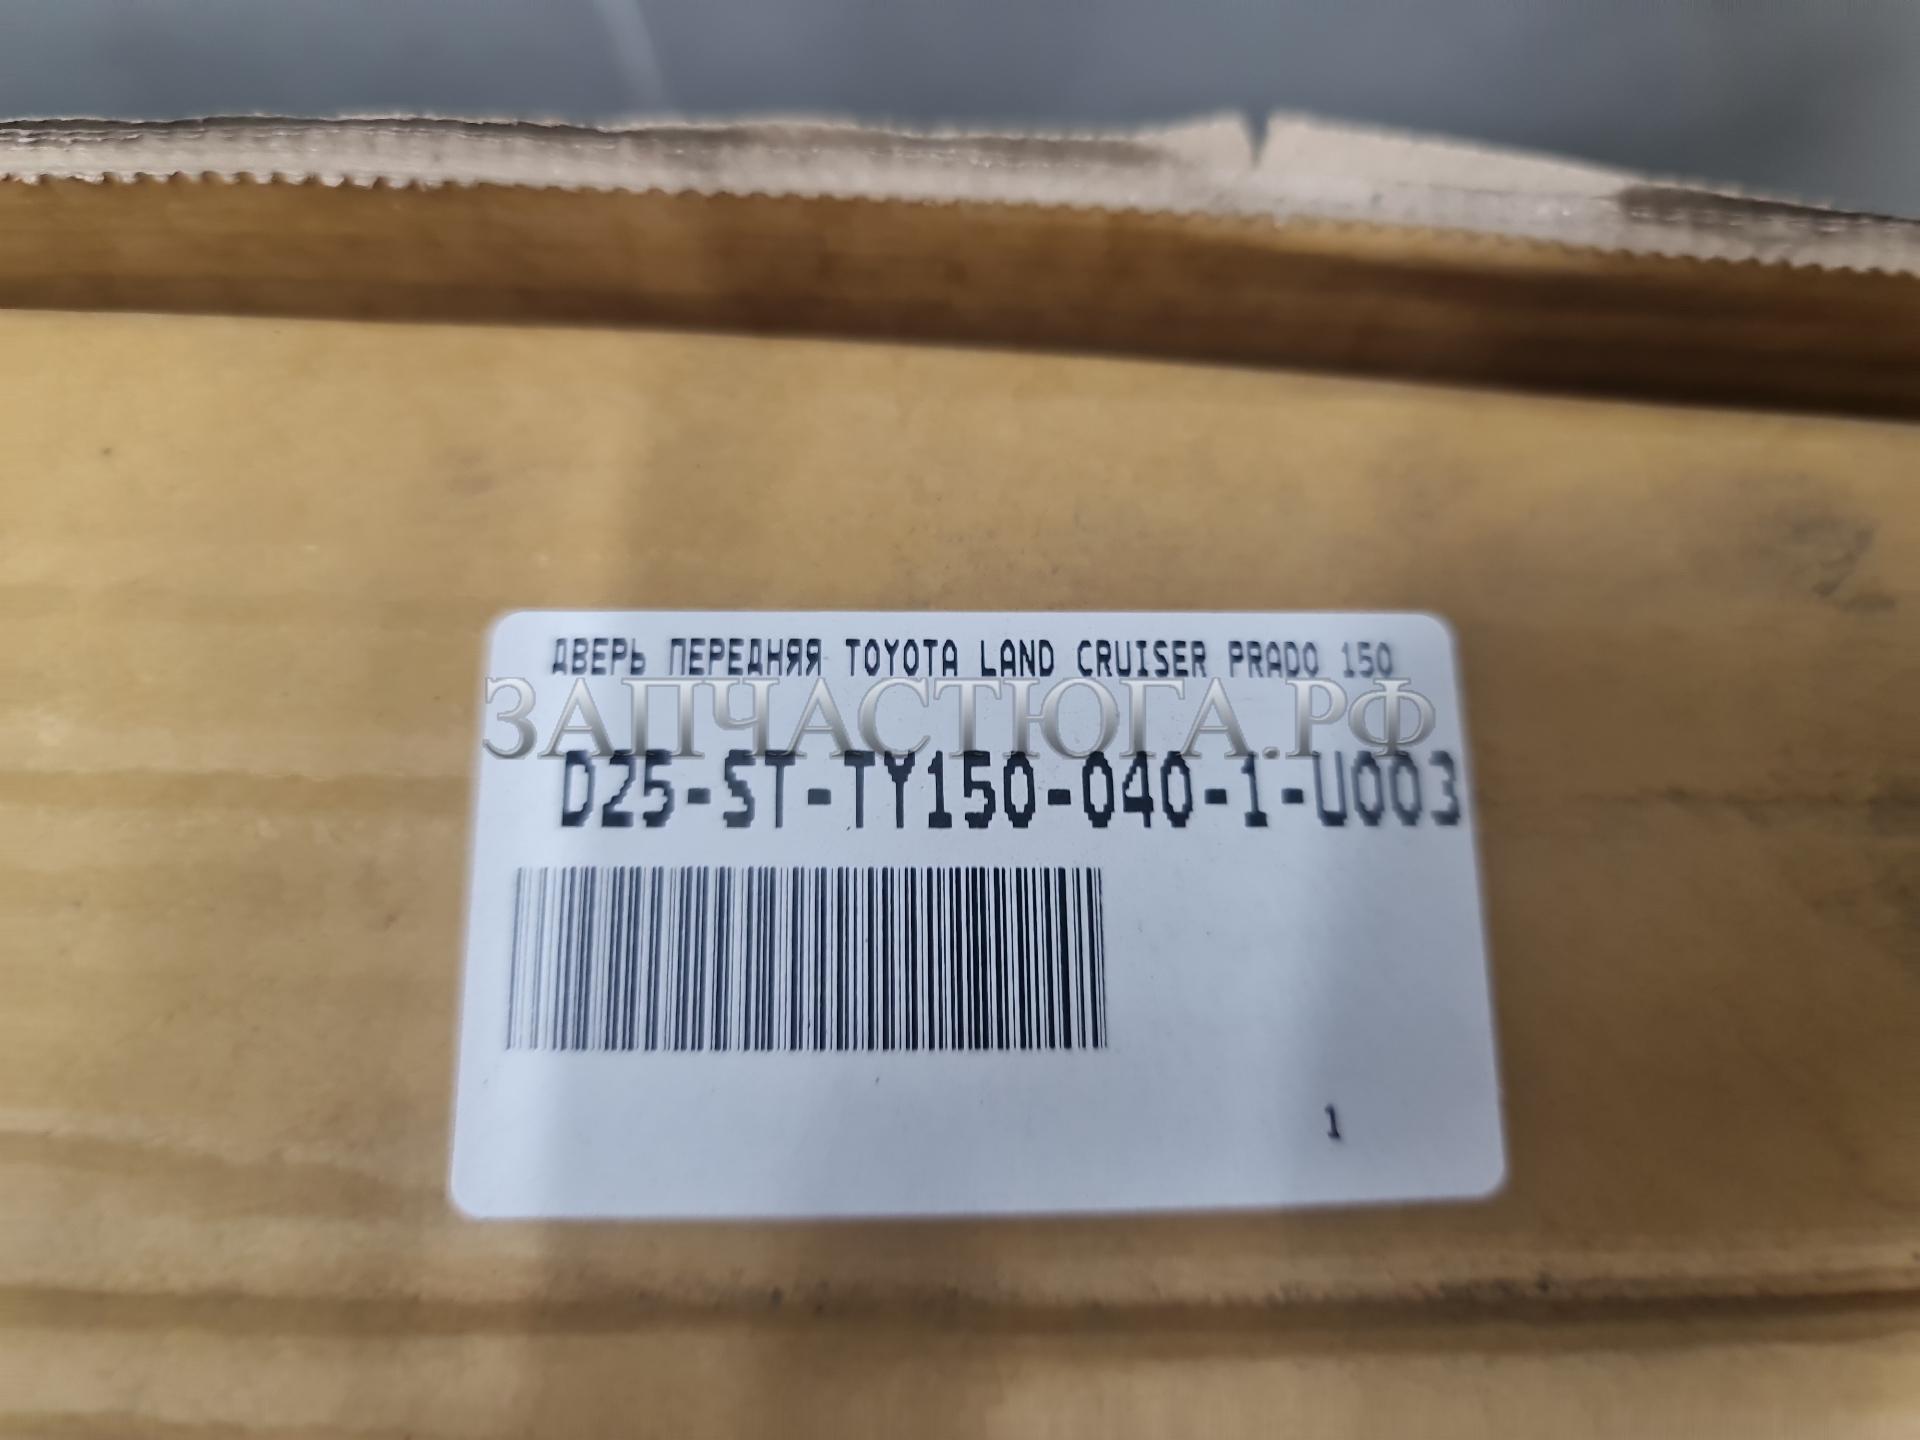 ДВЕРЬ ПЕРЕДНЯЯ TOYOTA LAND CRUISER PRADO 150
ЗАПЧАСТЮГА.РФ
D25-ST-TY150-040-1-U003
1